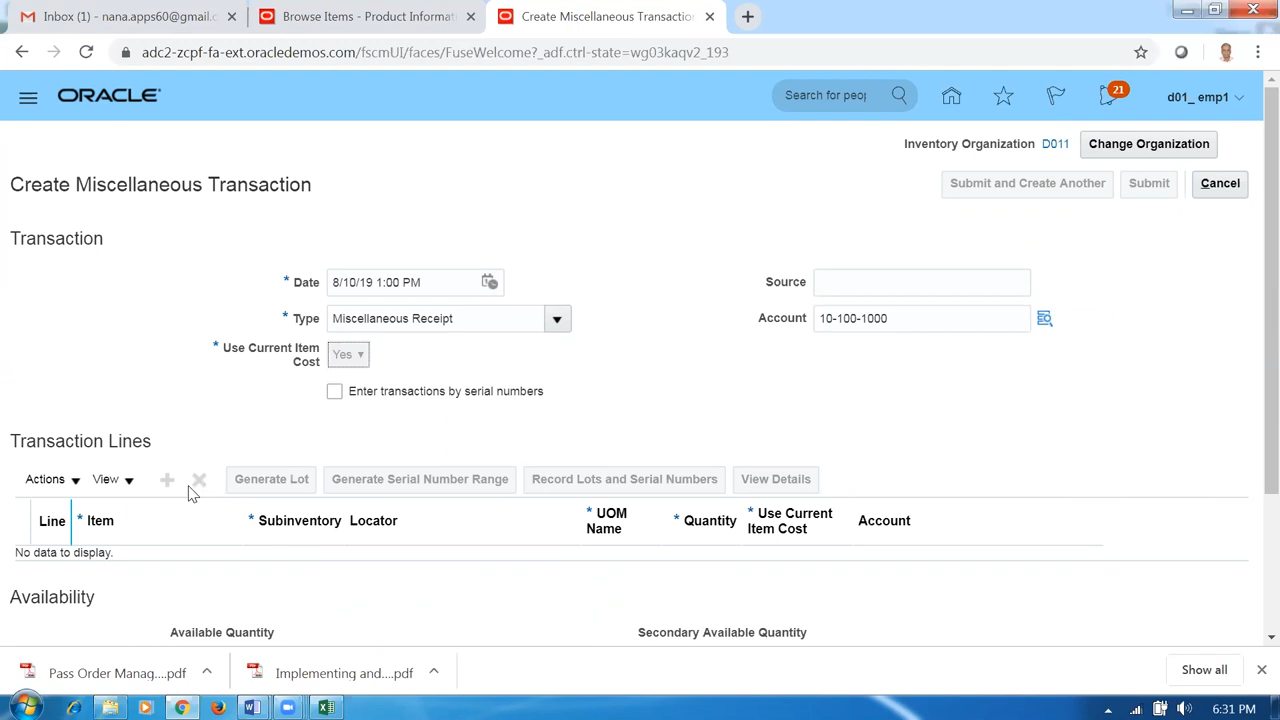 Inbox (1) - nana.apps60@gmail.c
Browse Items - Product Informat
Create Miscellaneous Transaction
adc2-zcpf-fa-ext.oracledemos.com/fscmUI/faces/FuseWelcome?_adf.ctrl-state=wg03kaqv2_193
ORACLE
Search for peop
21
d01_ emp1
Inventory Organization D011 Change Organization
Create Miscellaneous Transaction
Submit and Create Another Submit Cancel
Transaction
* Date 8/10/19 1:00 PM
Source
* Type Miscellaneous Receipt
Account 10-100-1000
* Use Current Item Cost Yes
Enter transactions by serial numbers
Transaction Lines
Actions View Generate Lot Generate Serial Number Range Record Lots and Serial Numbers View Details
Line * Item * Subinventory Locator * UOM Name * Quantity * Use Current Item Cost Account
No data to display.
Availability
Available Quantity Secondary Available Quantity
Pass Order Manag....pdf
Implementing and....pdf
Show all
6:31 PM